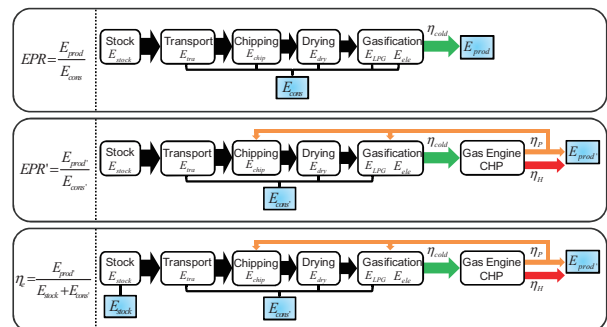 EPR = E_prod / E_cons
Stock Transport Chipping Drying Gasification η_cold
E_stock E_tra E_chip E_dry E_LPG E_ele E_prod
E_cons
EPR' = E_prod' / E_cons'
Stock Transport Chipping Drying Gasification η_cold Gas Engine CHP η_P
E_stock E_tra E_chip E_dry E_LPG E_ele η_H E_prod'
E_cons'
η_e = E_prod' / E_stock + E_cons'
Stock Transport Chipping Drying Gasification η_cold Gas Engine CHP η_P
E_stock E_tra E_chip E_dry E_LPG E_ele η_H E_prod'
E_stock E_cons'